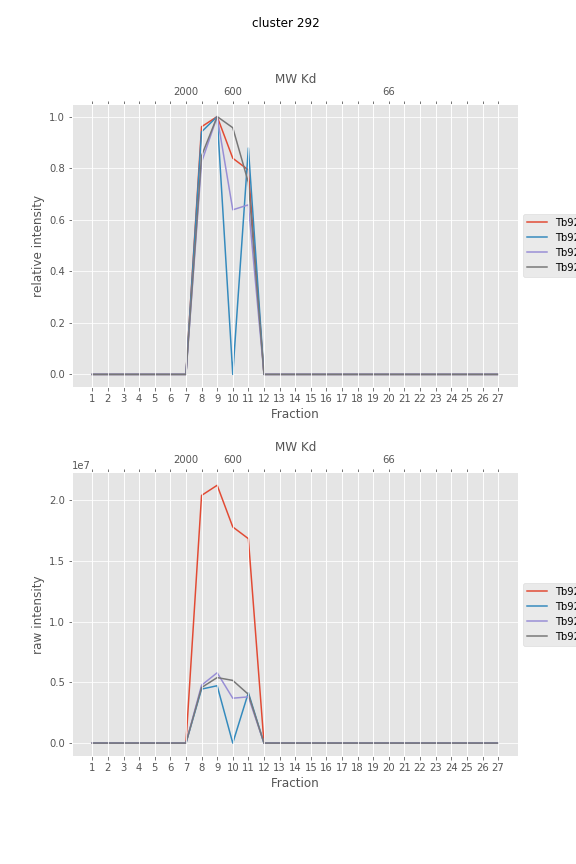 cluster 292
MW Kd
2000 600 66
1.0
0.8
0.6
0.4
0.2
0.0
relative intensity
1 2 3 4 5 6 7 8 9 10 11 12 13 14 15 16 17 18 19 20 21 22 23 24 25 26 27
Fraction
Tb92
Tb92
Tb92
Tb92
MW Kd
2000 600 66
1e7
2.0
1.5
1.0
0.5
0.0
raw intensity
1 2 3 4 5 6 7 8 9 10 11 12 13 14 15 16 17 18 19 20 21 22 23 24 25 26 27
Fraction
Tb92
Tb92
Tb92
Tb92